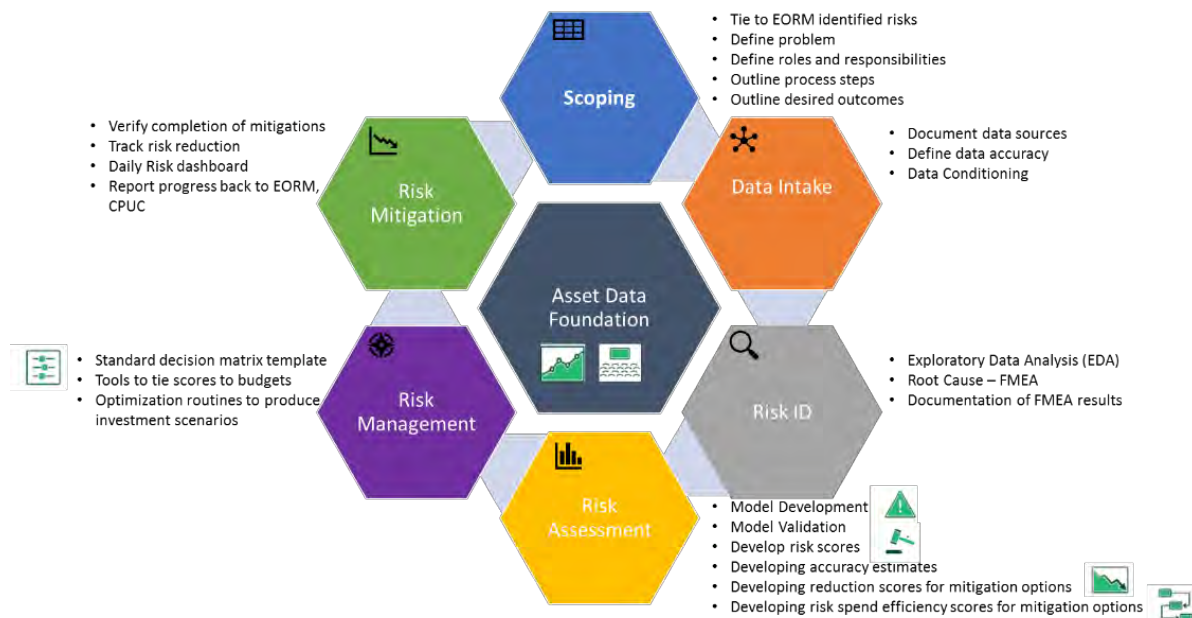 Scoping
• Tie to EORM identified risks
• Define problem
• Define roles and responsibilities
• Outline process steps
• Outline desired outcomes
Data Intake
• Document data sources
• Define data accuracy
• Data Conditioning
Risk ID
• Exploratory Data Analysis (EDA)
• Root Cause – FMEA
• Documentation of FMEA results
Risk
Assessment
• Model Development
• Model Validation
• Develop risk scores
• Developing accuracy estimates
• Developing reduction scores for mitigation options
• Developing risk spend efficiency scores for mitigation options
Risk
Management
• Standard decision matrix template
• Tools to tie scores to budgets
• Optimization routines to produce
investment scenarios
Risk
Mitigation
• Verify completion of mitigations
• Track risk reduction
• Daily Risk dashboard
• Report progress back to EORM,
CPUC
Asset Data
Foundation